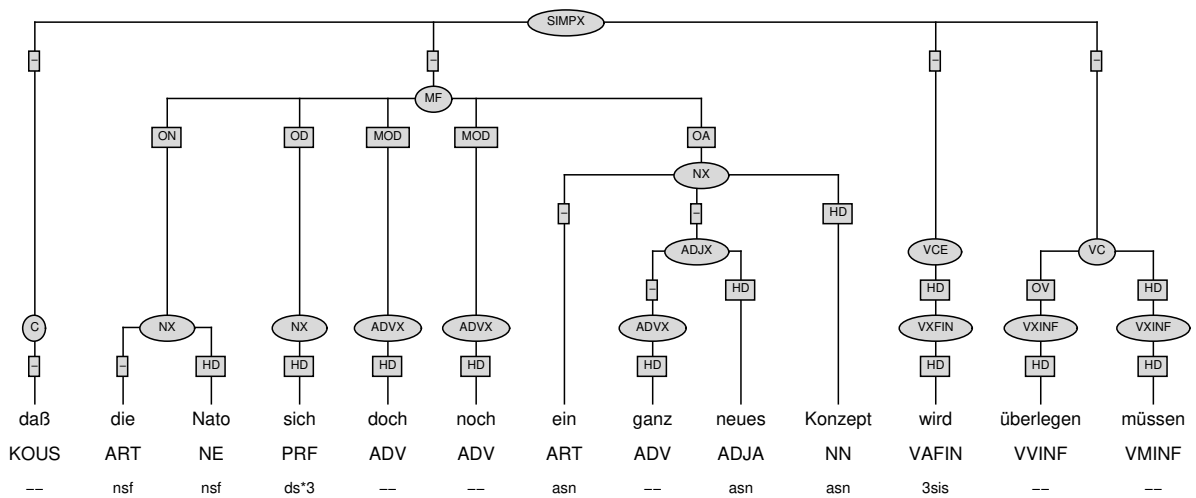 SIMPX
– – – –
MF
ON OD MOD MOD OA
NX
– – HD
ADJX VCE VC
– HD HD OV HD
C NX NX ADVX ADVX ADVX VXFIN VXINF VXINF
– – HD HD HD HD HD HD HD HD
daß die Nato sich doch noch ein ganz neues Konzept wird überlegen müssen
KOUS ART NE PRF ADV ADV ART ADV ADJA NN VAFIN VVINF VMINF
–– nsf nsf ds*3 –– –– asn –– asn asn 3sis –– ––